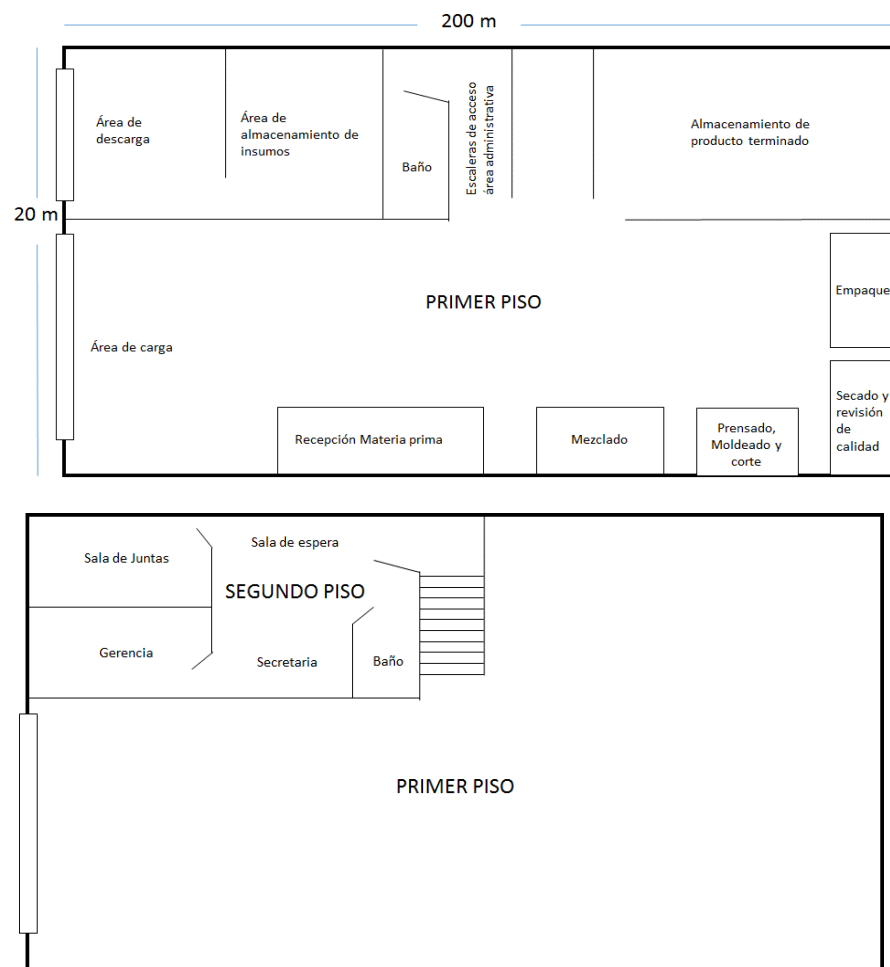 200 m
Área de
descarga
Área de
almacenamiento de
insumos
Baño
Escaleras de acceso
área administrativa
Almacenamiento de
producto terminado
20 m
PRIMER PISO
Empaque
Área de carga
Recepción Materia prima
Mezclado
Prensado,
Moldeado y
corte
Secado y
revisión
de
calidad
Sala de Juntas
Sala de espera
SEGUNDO PISO
Gerencia
Secretaria
Baño
PRIMER PISO